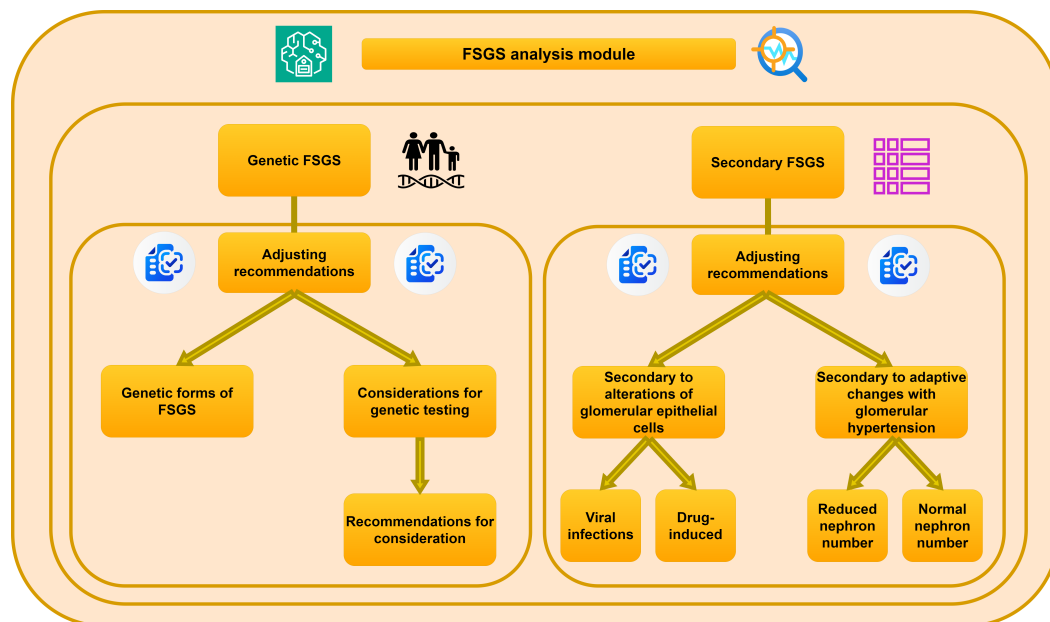 FSGS analysis module
Genetic FSGS
Secondary FSGS
Adjusting
recommendations
Adjusting
recommendations
Genetic forms of
FSGS
Considerations for
genetic testing
Secondary to
alterations of
glomerular epithelial
cells
Secondary to adaptive
changes with
glomerular
hypertension
Recommendations for
consideration
Viral
infections
Drug-
induced
Reduced
nephron
number
Normal
nephron
number